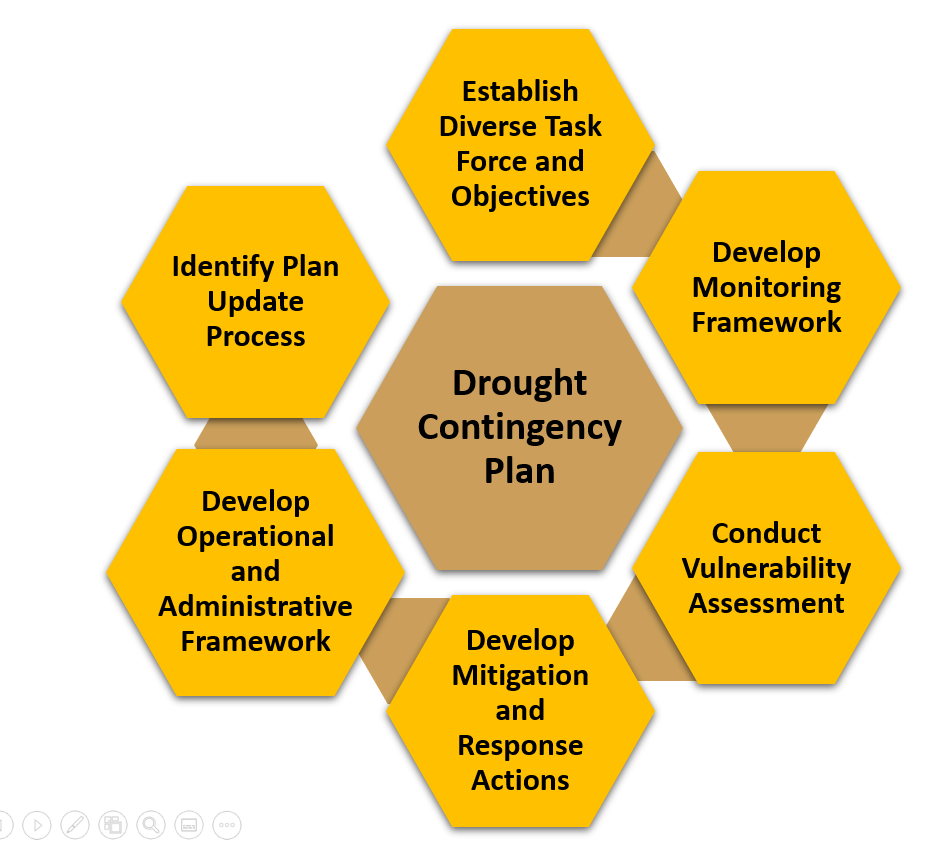 Establish
Diverse Task
Force and
Objectives
Develop
Monitoring
Framework
Conduct
Vulnerability
Assessment
Develop
Mitigation
and
Response
Actions
Develop
Operational
and
Administrative
Framework
Identify Plan
Update
Process
Drought
Contingency
Plan